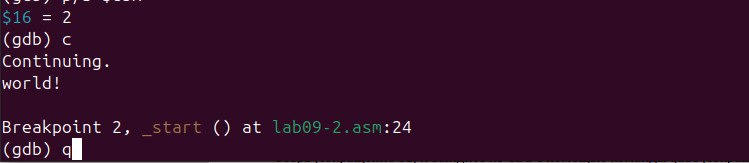 $16 = 2
(gdb) c
Continuing.
world!
Breakpoint 2, _start () at lab09-2.asm:24
(gdb) q